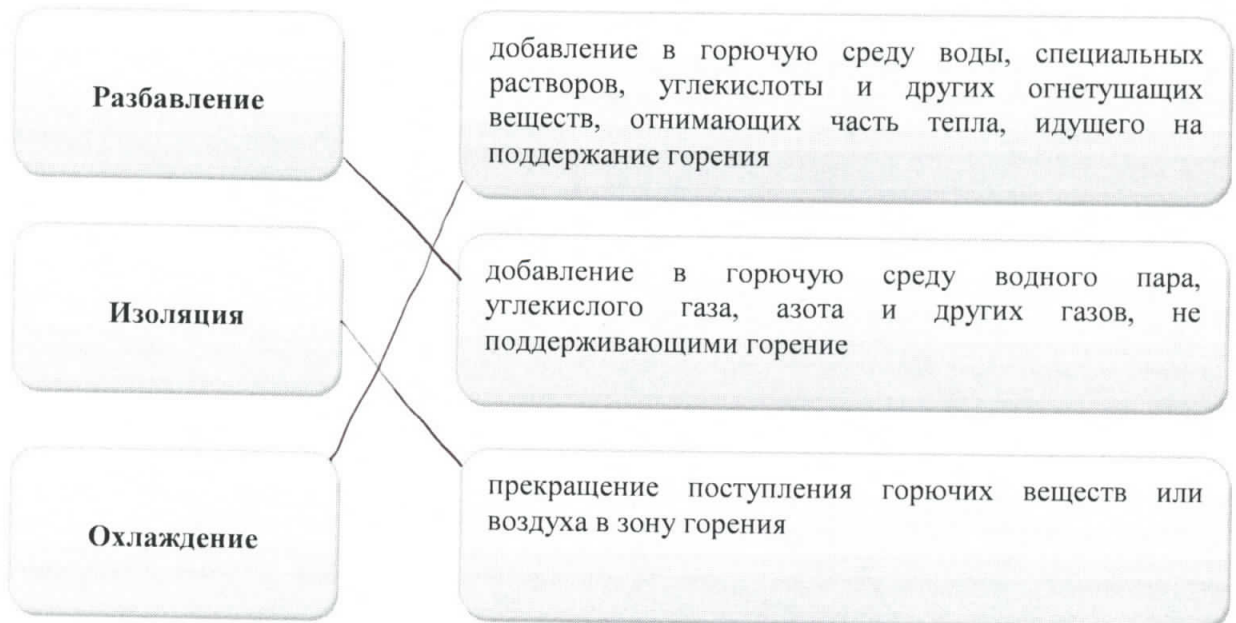 Разбавление
добавление в горючую среду воды, специальных
растворов, углекислоты и других огнетушащих
веществ, отнимающих часть тепла, идущего на
поддержание горения
Изоляция
добавление в горючую среду водного пара,
углекислого газа, азота и других газов, не
поддерживающими горение
Охлаждение
прекращение поступления горючих веществ или
воздуха в зону горения